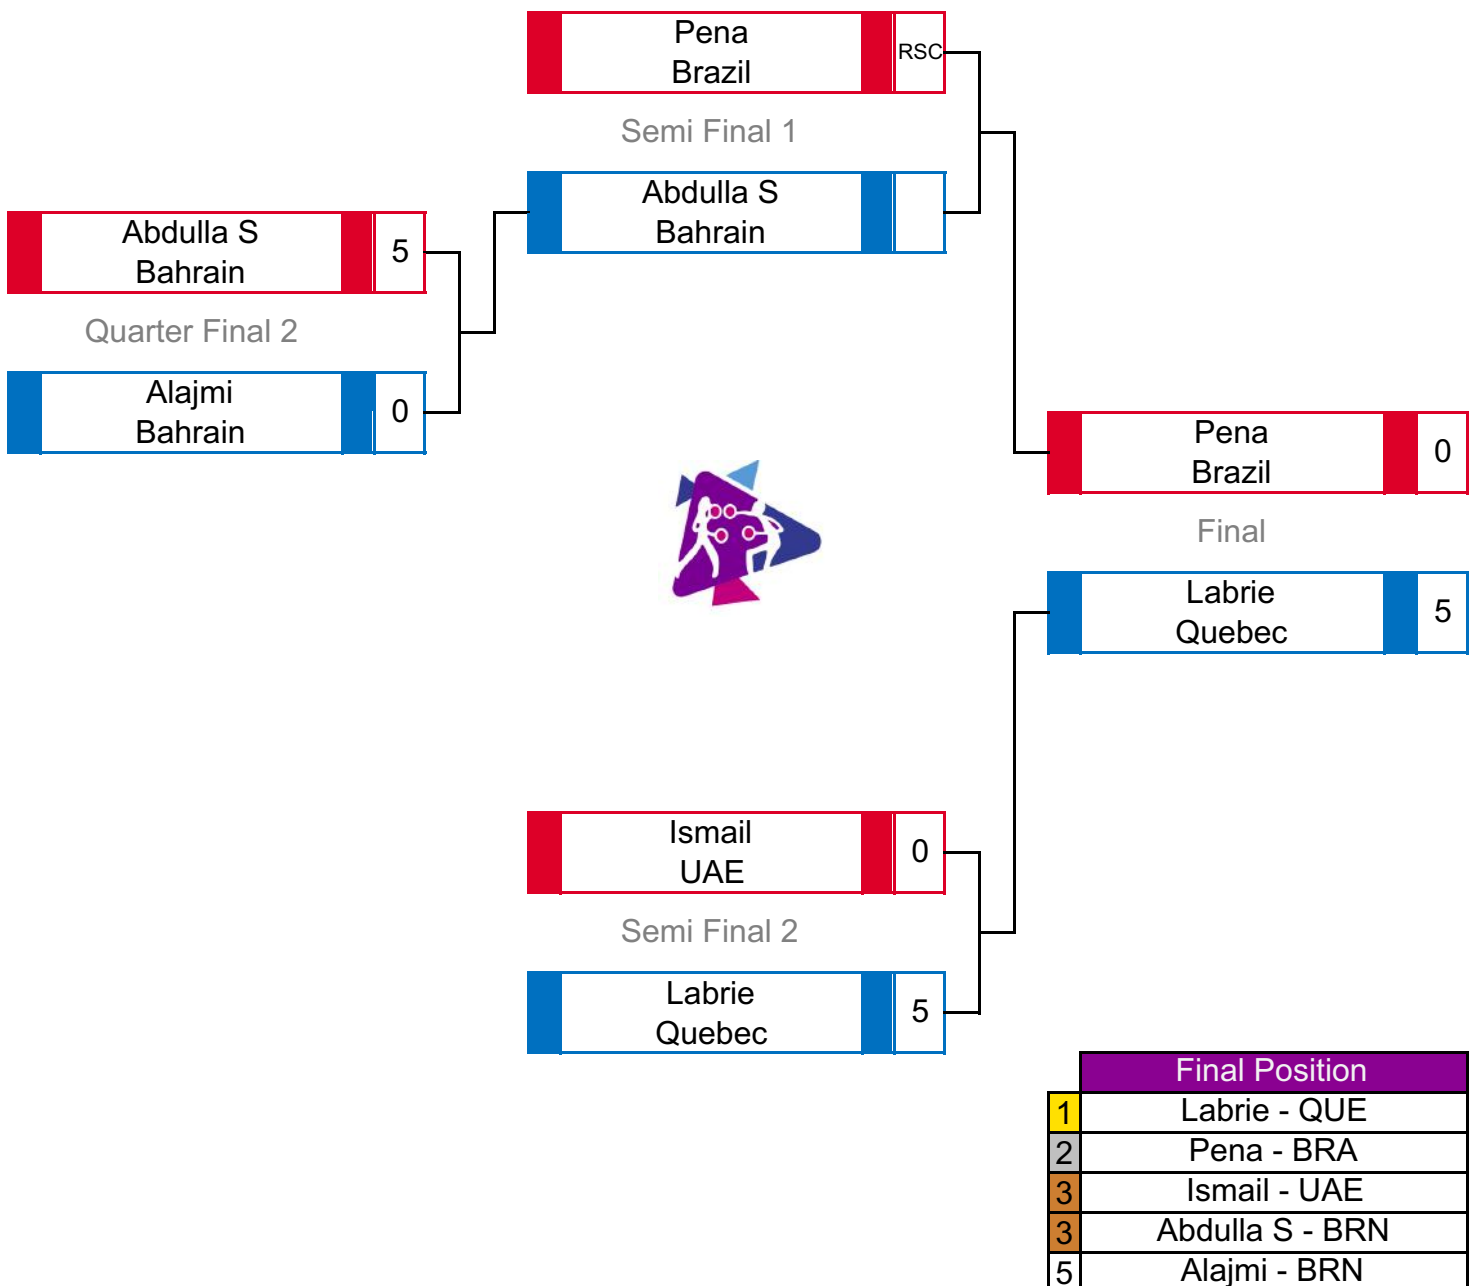 Pena
Brazil
RSC
Semi Final 1
Abdulla S
Bahrain
Abdulla S
Bahrain
5
Quarter Final 2
Alajmi
Bahrain
0
Pena
Brazil
0
Final
Labrie
Quebec
5
Ismail
UAE
0
Semi Final 2
Labrie
Quebec
5
Final Position
1 Labrie - QUE
2 Pena - BRA
3 Ismail - UAE
3 Abdulla S - BRN
5 Alajmi - BRN